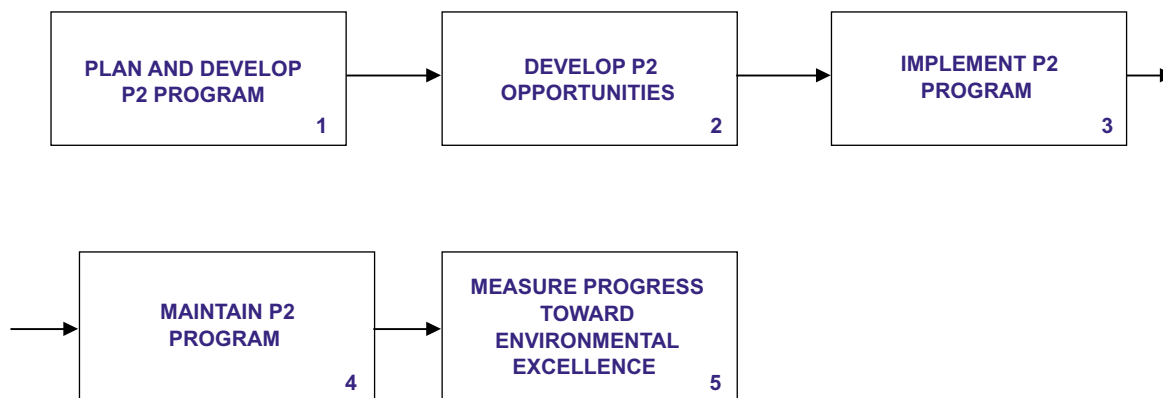 PLAN AND DEVELOP
P2 PROGRAM
1
DEVELOP P2
OPPORTUNITIES
2
IMPLEMENT P2
PROGRAM
3
MAINTAIN P2
PROGRAM
4
MEASURE PROGRESS
TOWARD
ENVIRONMENTAL
EXCELLENCE
5